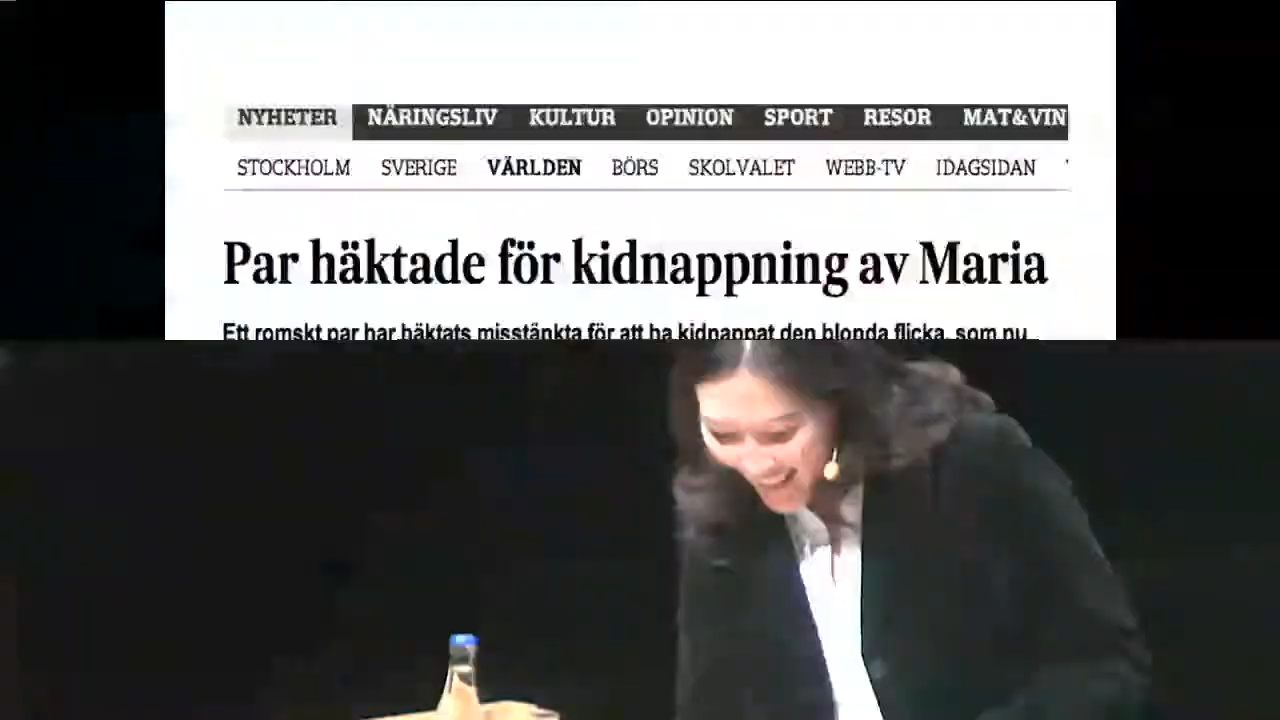 NYHETER NÄRINGSLIV KULTUR OPINION SPORT RESOR MAT&VIN
STOCKHOLM SVERIGE VÄRLDEN BÖRS SKOLVALET WEBB-TV IDAGSIDAN
Par häktade för kidnappning av Maria
Ett romskt par har häktats misstänkta för att ha kidnappat den blonda flicka, som nu